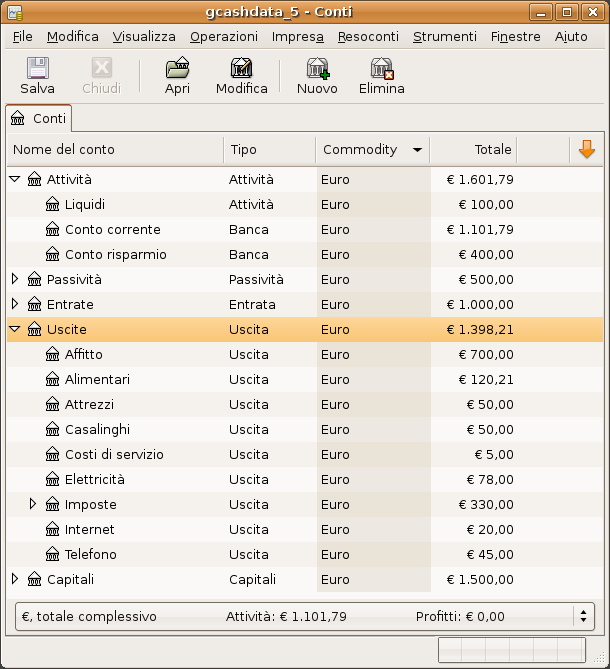 gcashdata_5 - Conti
File Modifica Visualizza Operazioni Impresa Resoconti Strumenti Finestre Aiuto
Salva Chiudi Apri Modifica Nuovo Elimina
Conti
Nome del conto Tipo Commodity Totale
Attività Attività Euro € 1.601,79
Liquidi Attività Euro € 100,00
Conto corrente Banca Euro € 1.101,79
Conto risparmio Banca Euro € 400,00
Passività Passività Euro € 500,00
Entrate Entrata Euro € 1.000,00
Uscite Uscita Euro € 1.398,21
Affitto Uscita Euro € 700,00
Alimentari Uscita Euro € 120,21
Attrezzi Uscita Euro € 50,00
Casalinghi Uscita Euro € 50,00
Costi di servizio Uscita Euro € 5,00
Elettricità Uscita Euro € 78,00
Imposte Uscita Euro € 330,00
Internet Uscita Euro € 20,00
Telefono Uscita Euro € 45,00
Capitali Capitali Euro € 1.500,00
€, totale complessivo Attività: € 1.101,79 Profitti: € 0,00